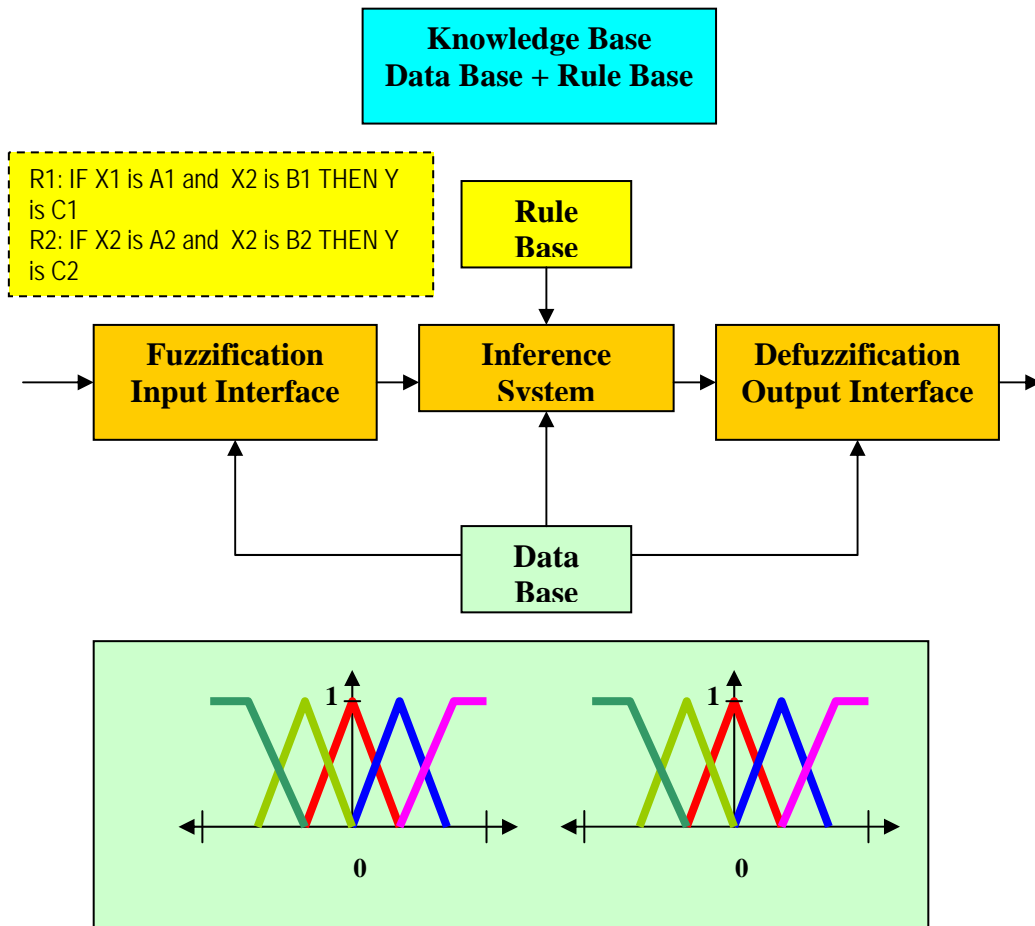 Knowledge Base
Data Base + Rule Base
R1: IF X1 is A1 and X2 is B1 THEN Y
is C1
R2: IF X2 is A2 and X2 is B2 THEN Y
is C2
Rule
Base
Fuzzification
Input Interface
Inference
System
Defuzzification
Output Interface
Data
Base
1
0
1
0